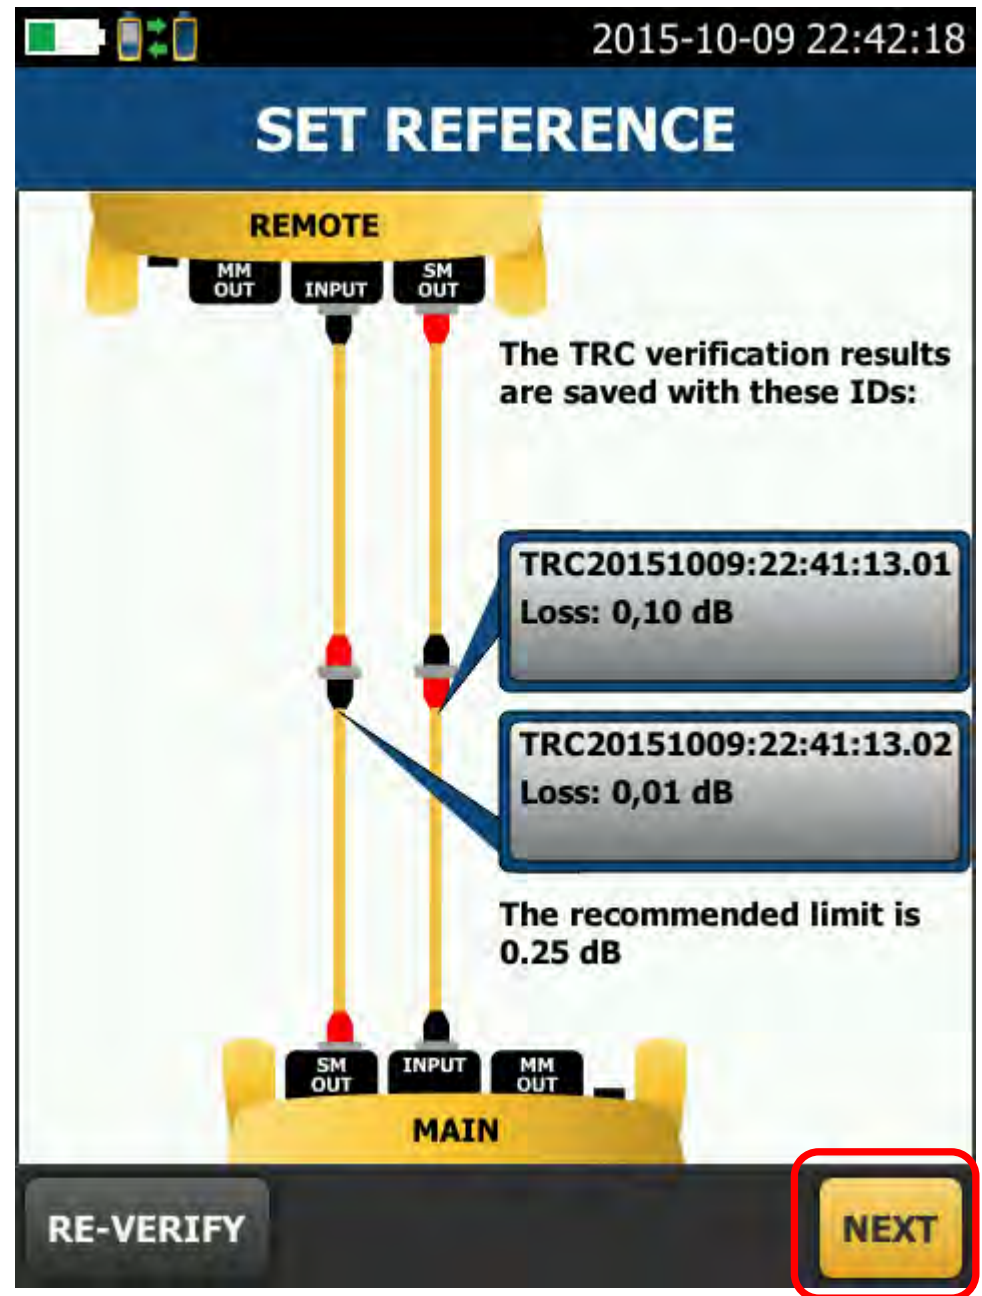 2015-10-09 22:42:18
SET REFERENCE
REMOTE
MM
OUT
INPUT
SM
OUT
The TRC verification results
are saved with these IDs:
TRC20151009:22:41:13.01
Loss: 0,10 dB
TRC20151009:22:41:13.02
Loss: 0,01 dB
The recommended limit is
0.25 dB
SM
OUT
INPUT
MM
OUT
MAIN
RE-VERIFY
NEXT